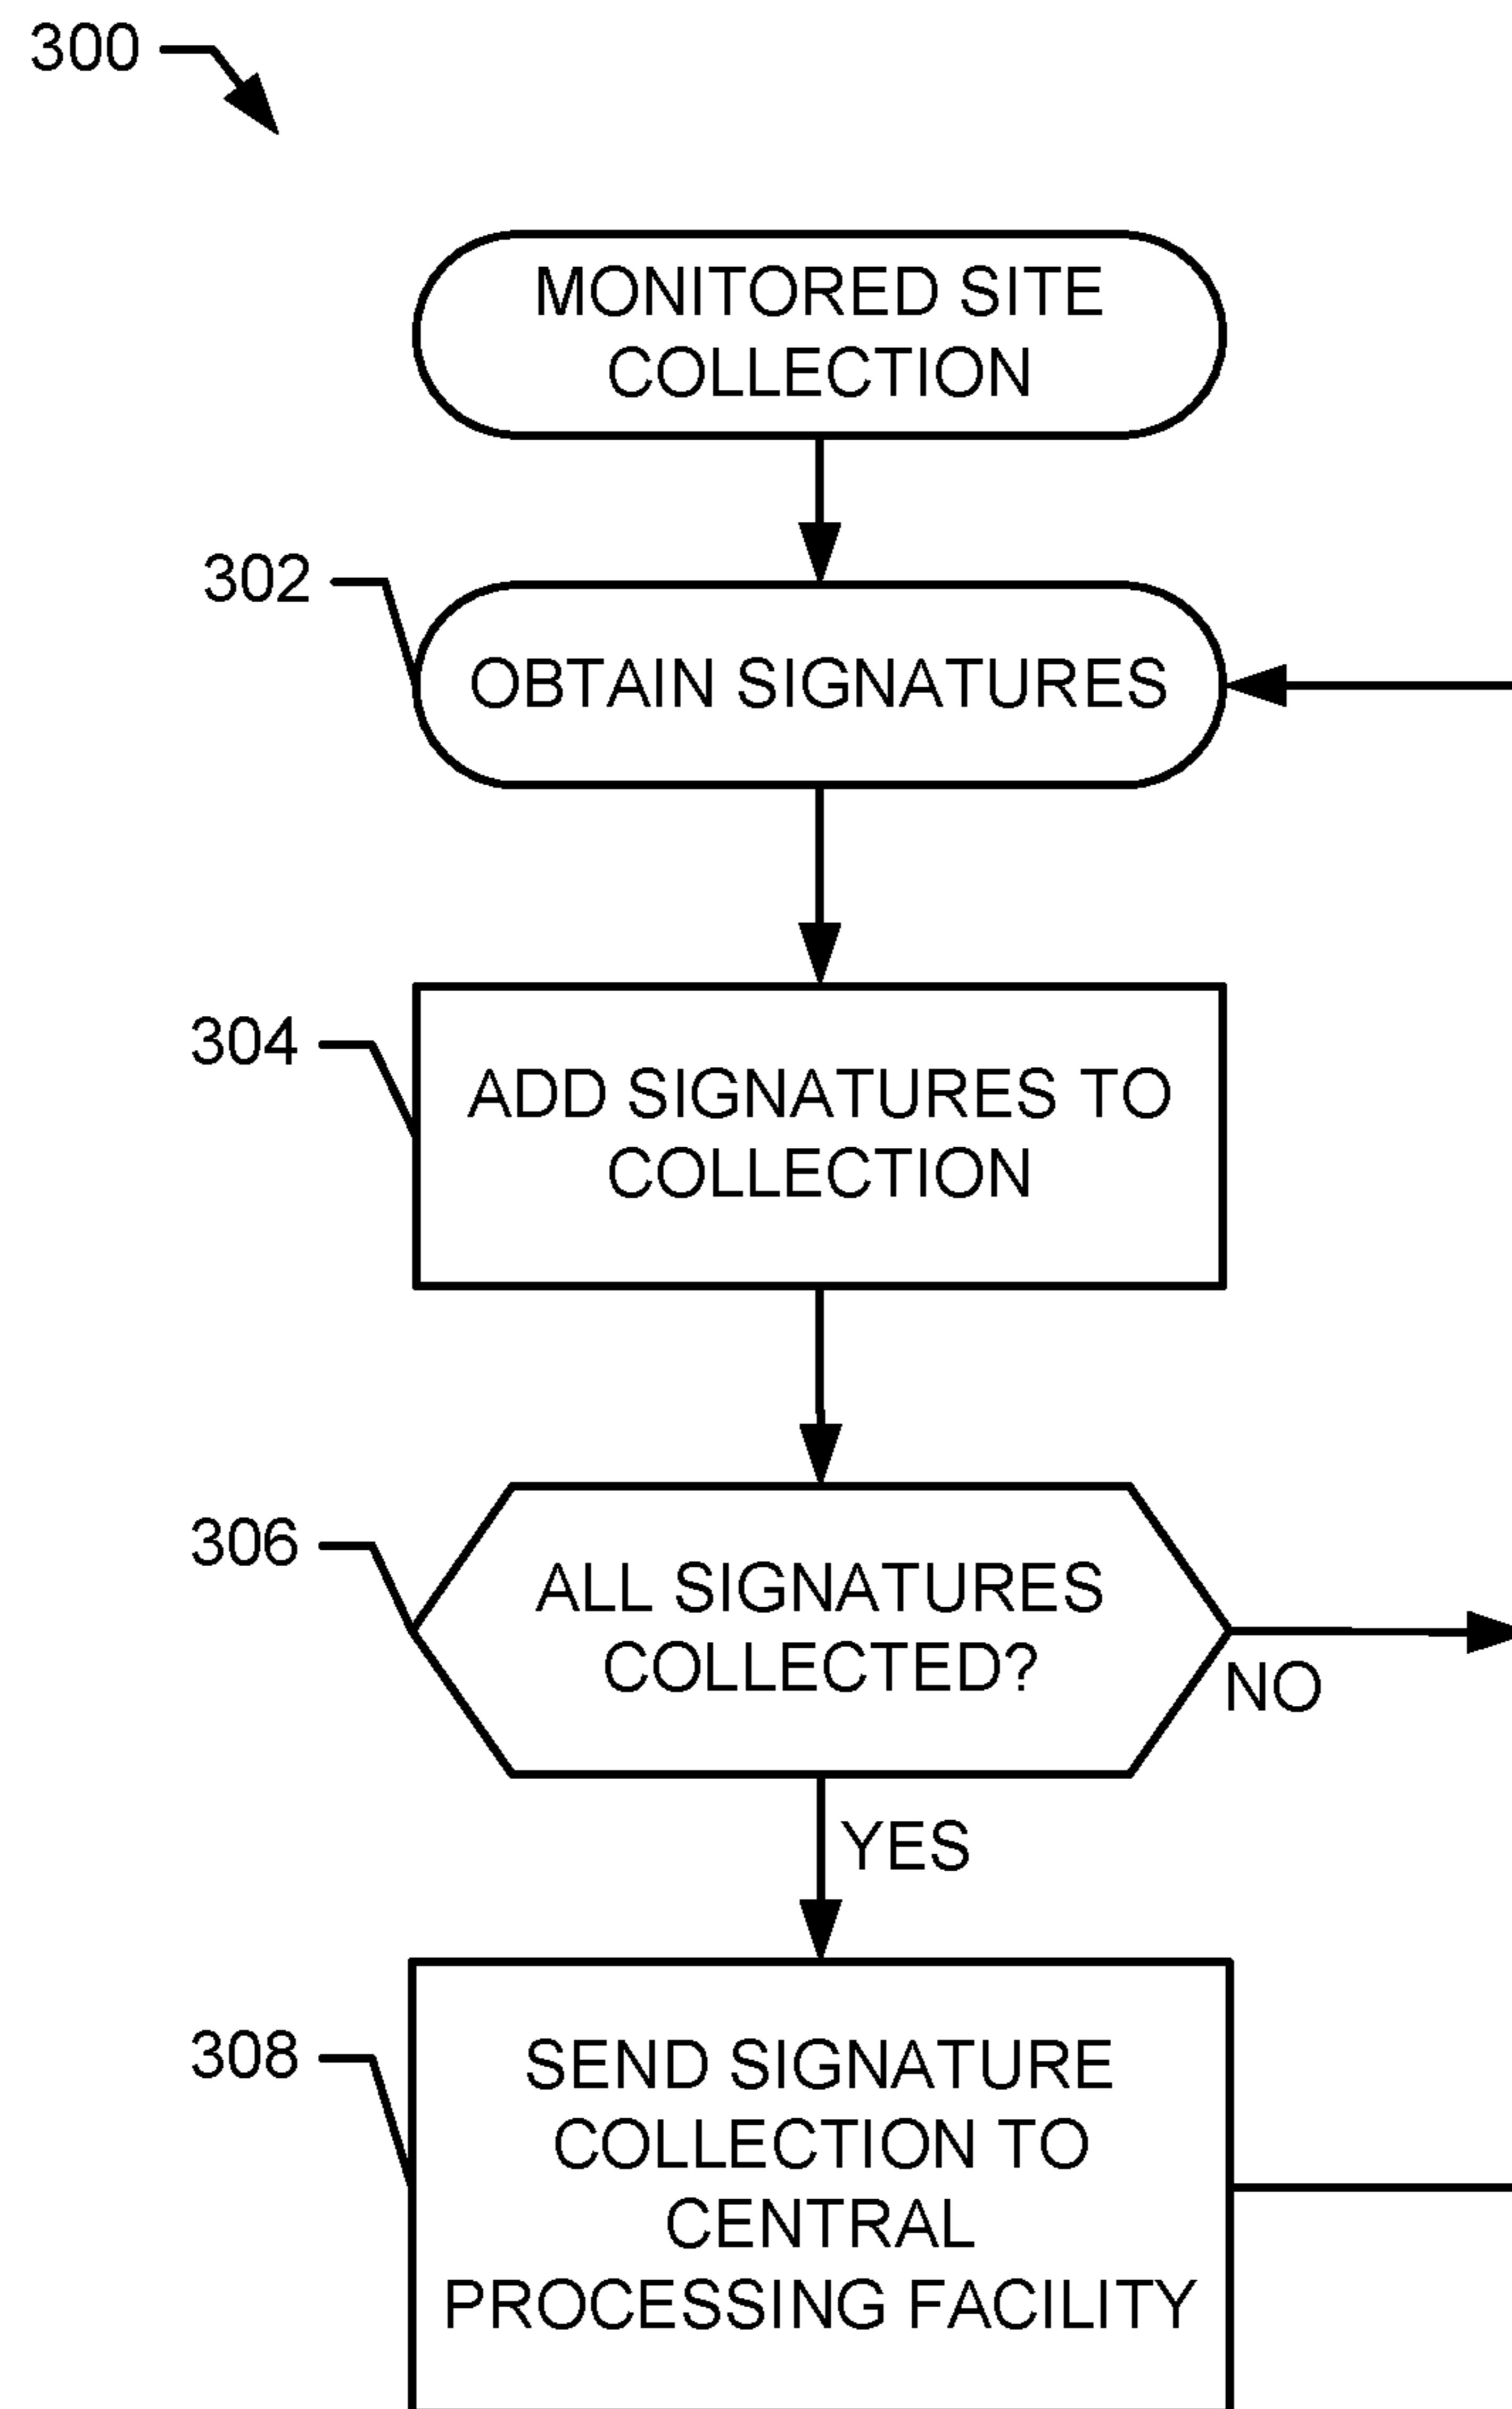 300
MONITORED SITE
COLLECTION
302
OBTAIN SIGNATURES
304
ADD SIGNATURES TO
COLLECTION
306
ALL SIGNATURES
COLLECTED?
NO
YES
308
SEND SIGNATURE
COLLECTION TO
CENTRAL
PROCESSING FACILITY